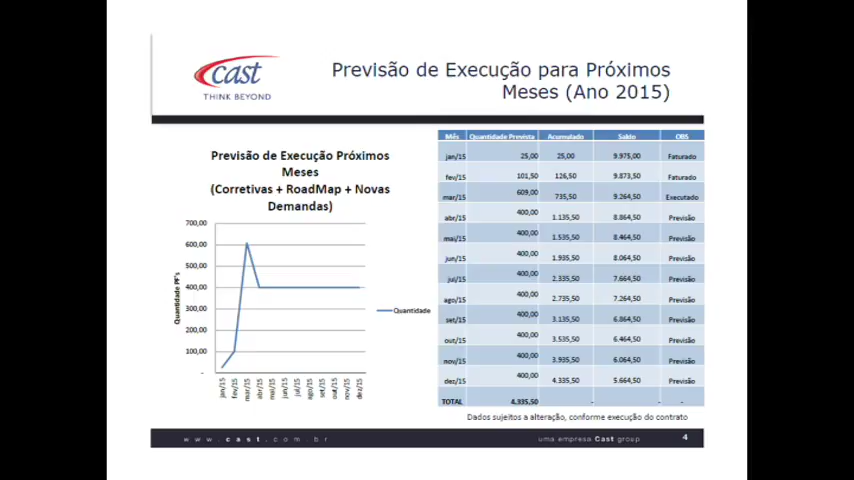 cast
THINK BEYOND
Previsão de Execução para Próximos
Meses (Ano 2015)
Previsão de Execução Próximos
Meses
(Corretivas + RoadMap + Novas
Demandas)
Quantidade PF's
700,00
600,00
500,00
400,00
300,00
200,00
100,00
-
jan/15
fev/15
mar/15
abr/15
mai/15
jun/15
jul/15
ago/15
set/15
out/15
nov/15
dez/15
Quantidade
Mês Quantidade Prevista Acumulado Saldo OBS
jan/15 25,00 25,00 9.975,00 Faturado
fev/15 101,50 126,50 9.873,50 Faturado
mar/15 609,00 735,50 9.264,50 Executado
abr/15 400,00 1.135,50 8.864,50 Previsão
mai/15 400,00 1.535,50 8.464,50 Previsão
jun/15 400,00 1.935,50 8.064,50 Previsão
jul/15 400,00 2.335,50 7.664,50 Previsão
ago/15 400,00 2.735,50 7.264,50 Previsão
set/15 400,00 3.135,50 6.864,50 Previsão
out/15 400,00 3.535,50 6.464,50 Previsão
nov/15 400,00 3.935,50 6.064,50 Previsão
dez/15 400,00 4.335,50 5.664,50 Previsão
TOTAL 4.335,50 - - -
Dados sujeitos a alteração, conforme execução do contrato
www.cast.com.br
uma empresa Cast group
4